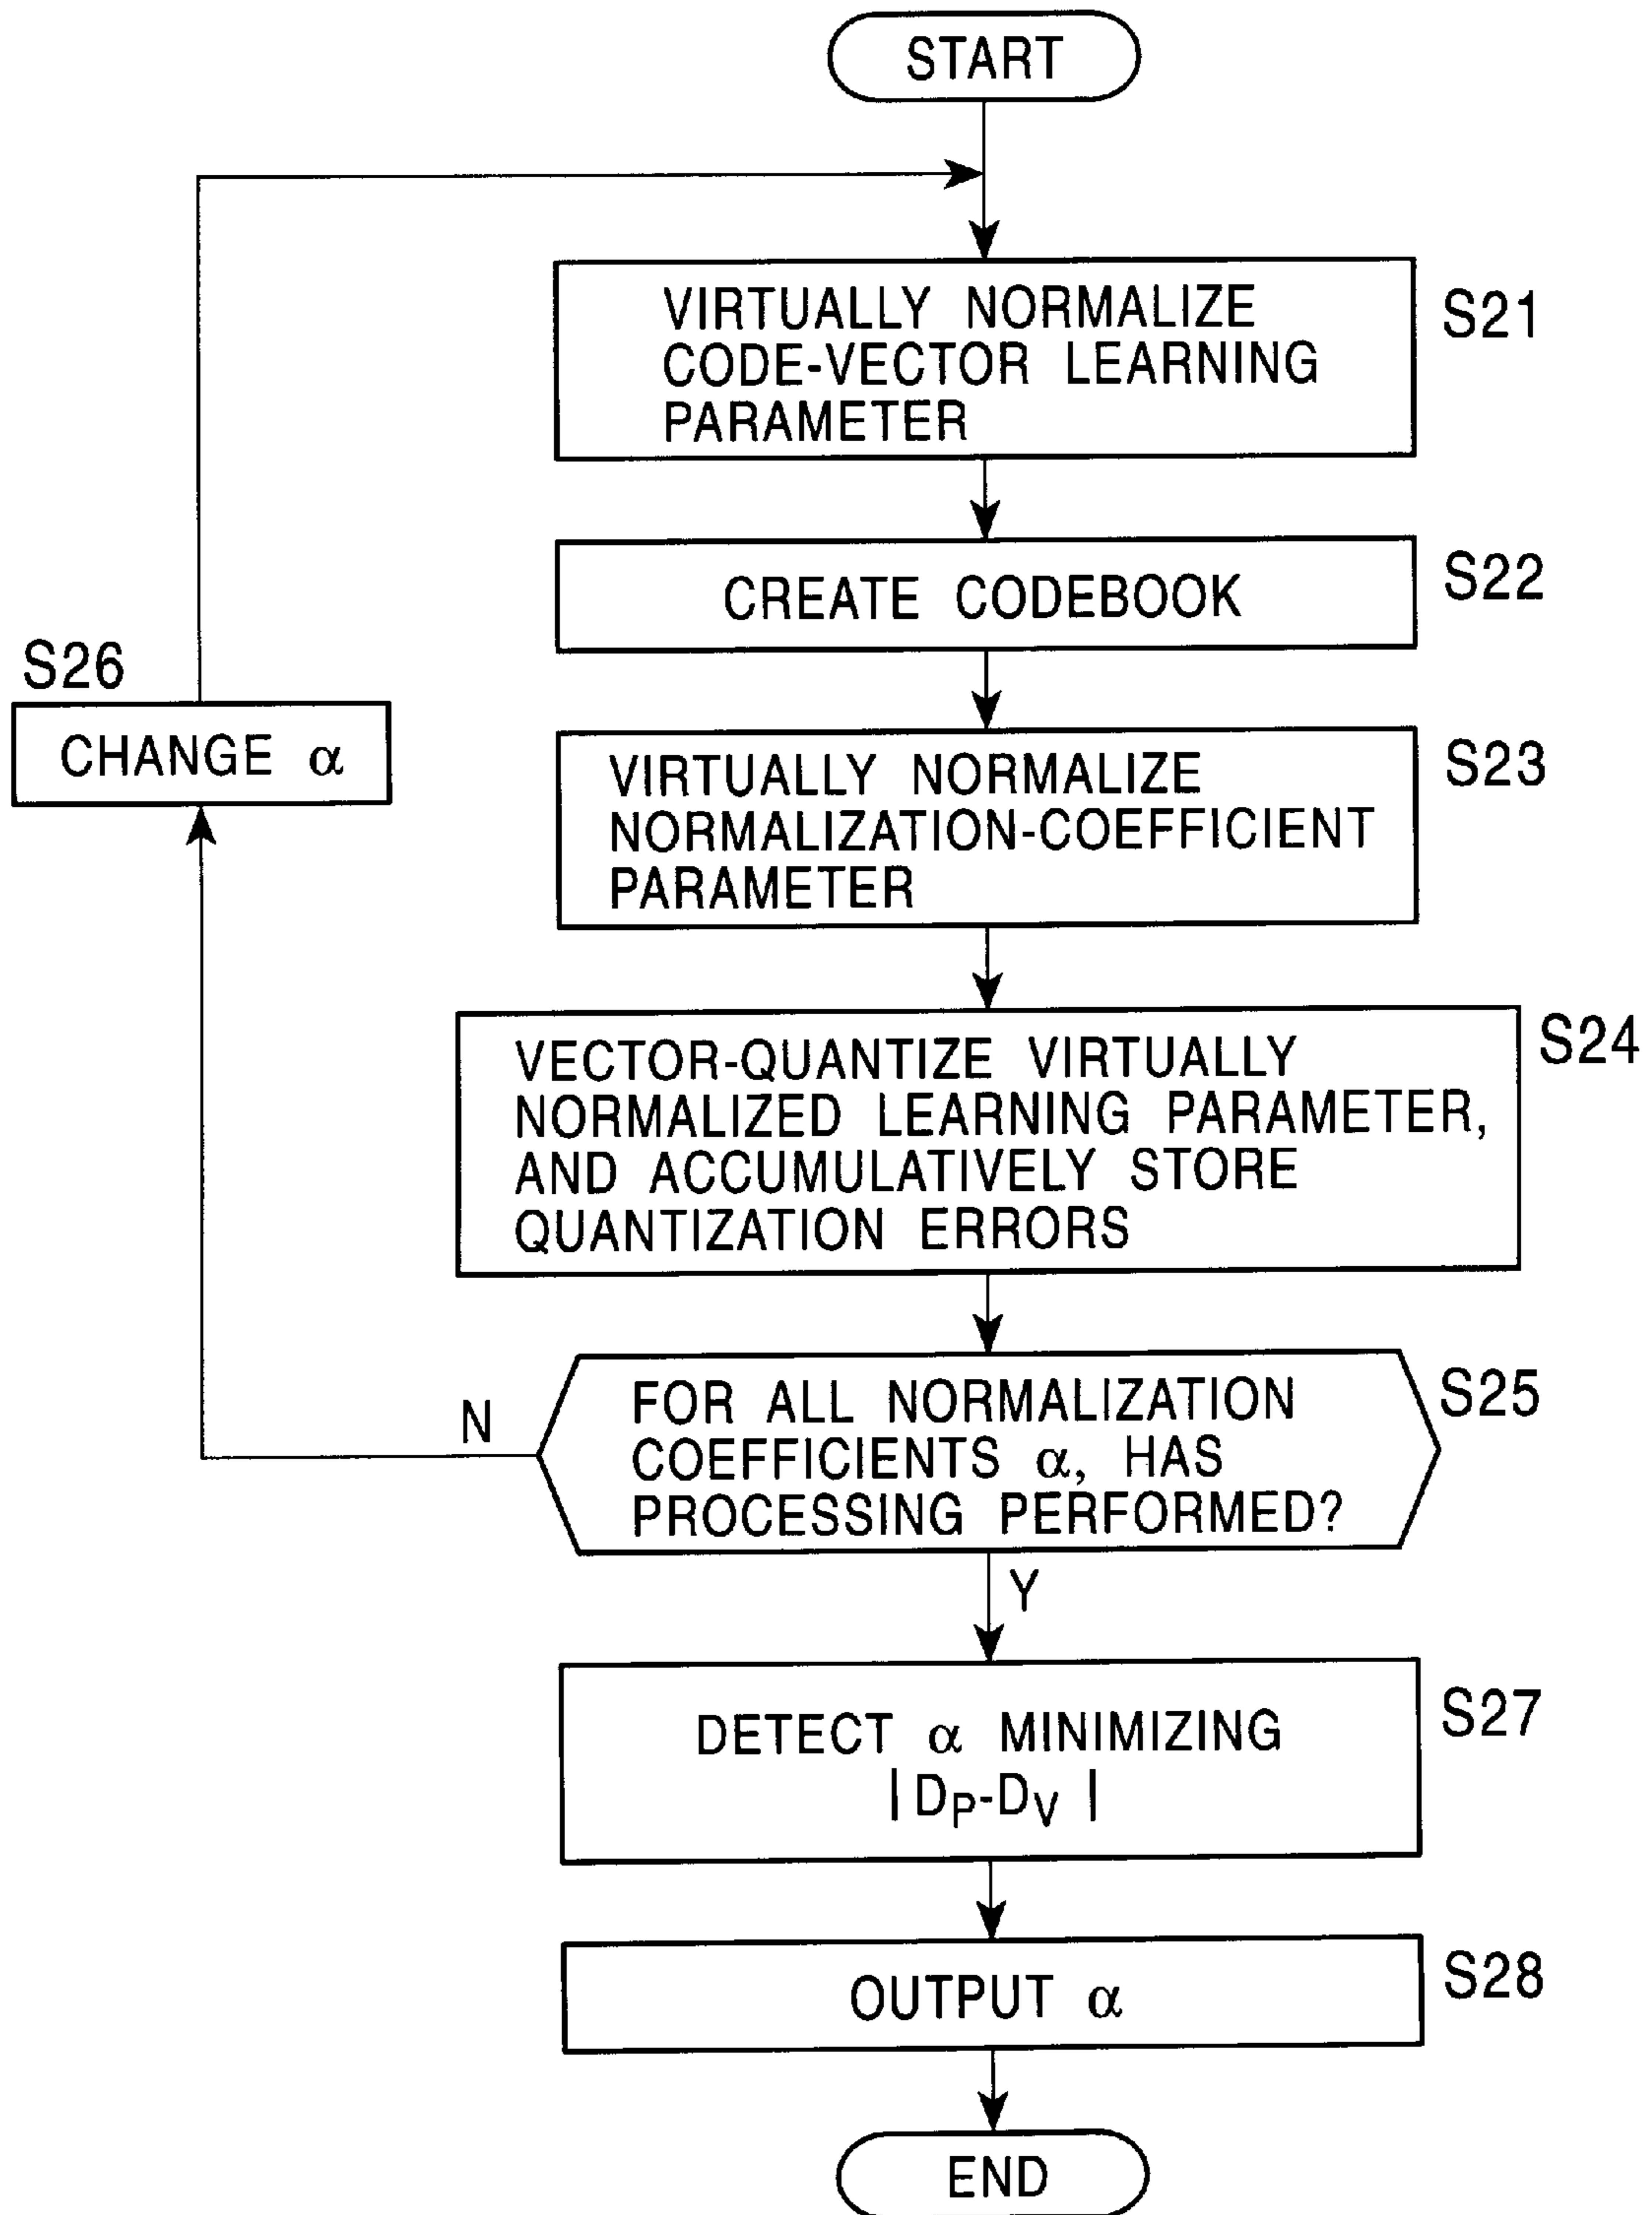 START
VIRTUALLY NORMALIZE
CODE-VECTOR LEARNING
PARAMETER
S21
CREATE CODEBOOK
S22
S26
CHANGE α
VIRTUALLY NORMALIZE
NORMALIZATION-COEFFICIENT
PARAMETER
S23
VECTOR-QUANTIZE VIRTUALLY
NORMALIZED LEARNING PARAMETER,
AND ACCUMULATIVELY STORE
QUANTIZATION ERRORS
S24
FOR ALL NORMALIZATION
COEFFICIENTS α, HAS
PROCESSING PERFORMED?
S25
N
Y
DETECT α MINIMIZING
|DP-DV|
S27
OUTPUT α
S28
END